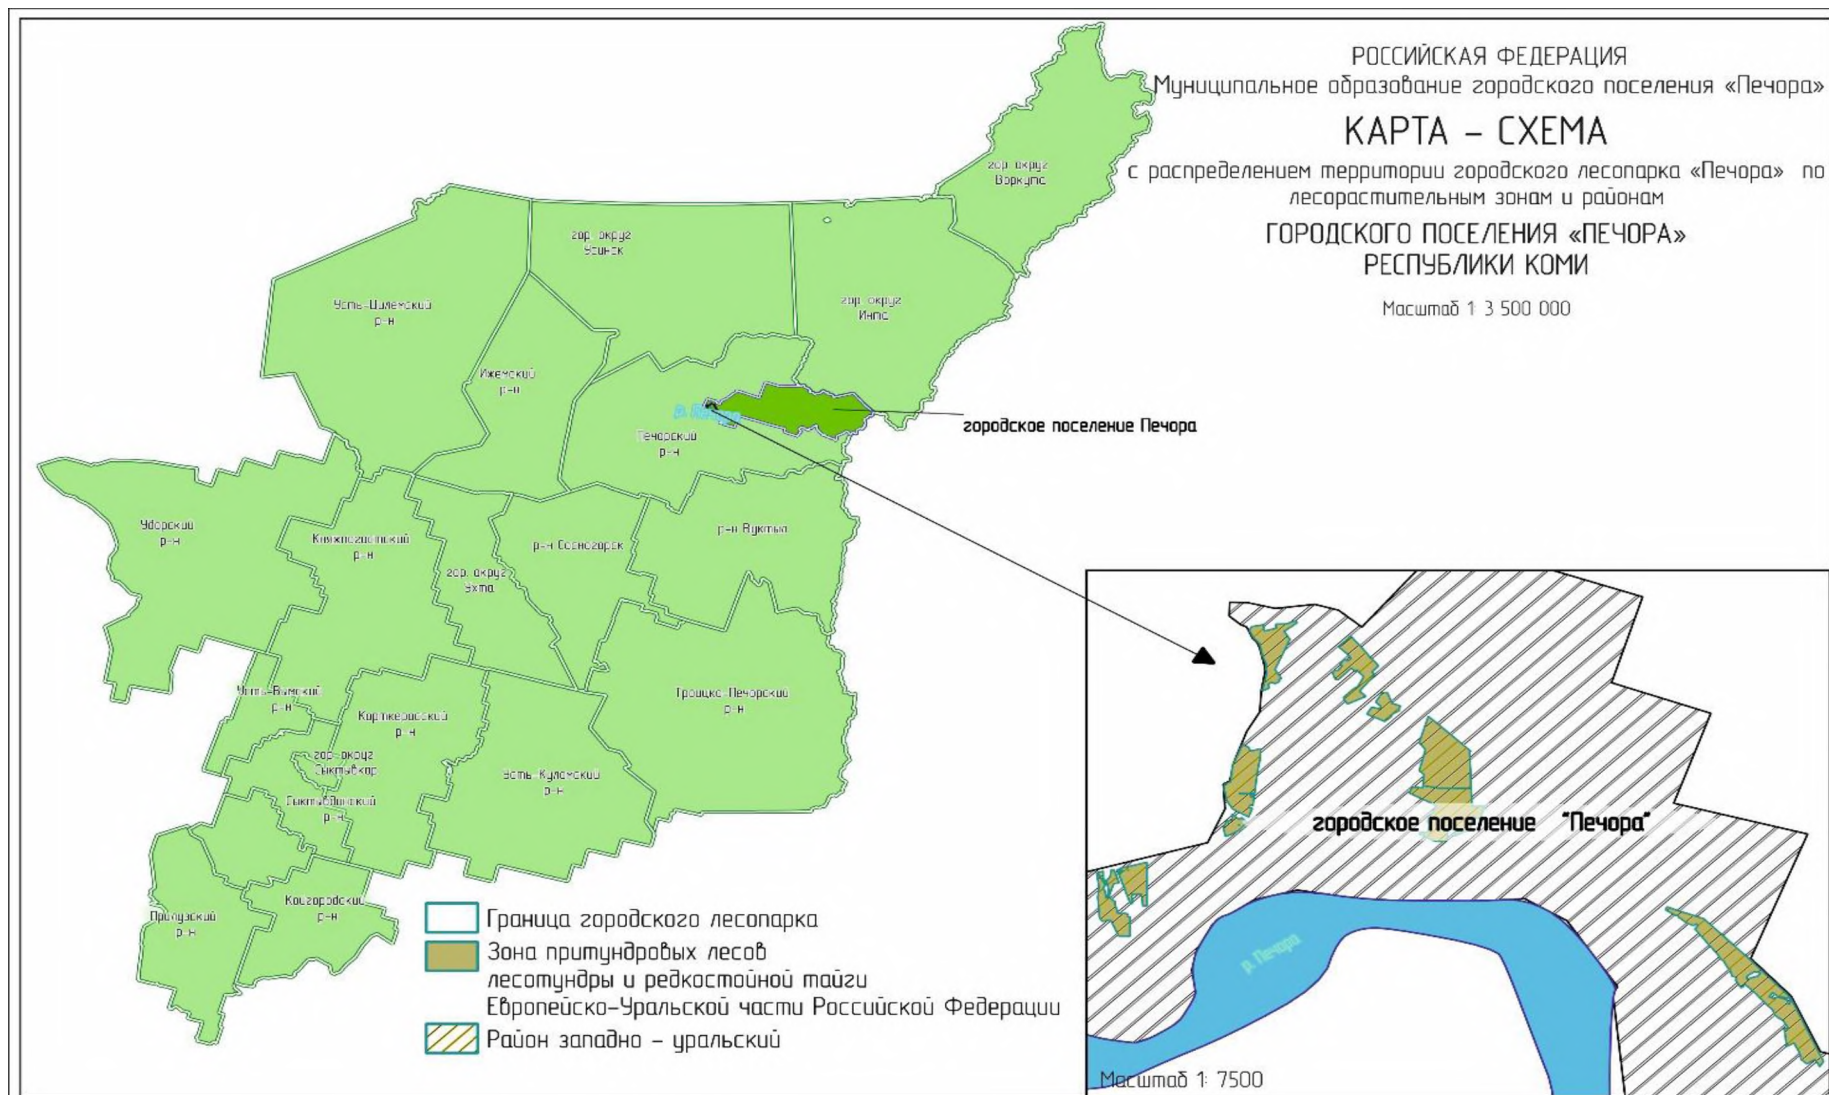 РОССИЙСКАЯ ФЕДЕРАЦИЯ
Муниципальное образование городского поселения «Печора»
КАРТА – СХЕМА
с распределением территории городского лесопарка «Печора» по
лесорастительным зонам и районам
ГОРОДСКОГО ПОСЕЛЕНИЯ «ПЕЧОРА»
РЕСПУБЛИКИ КОМИ
Масштаб 1: 3 500 000
гор. округ
Воркута
гор. округ
Усинск
гор. округ
Инта
Усть-Цилемский
р-н
Ижемский
р-н
р. Печора
городское поселение Печора
Печорский
р-н
Удорский
р-н
Княжпогостский
р-н
гор. округ
Ухта
р-н Сосногорск
р-н Вуктыл
Троицко-Печорский
р-н
Усть-Вымский
р-н
Корткеросский
р-н
гор. округ
Сыктывкар
Усть-Куломский
р-н
Сыктывдинский
р-н
Прилузский
р-н
Койгородский
р-н
Граница городского лесопарка
Зона притундровых лесов
лесотундры и редкостойной тайги
Европейско-Уральской части Российской Федерации
Район западно – уральский
городское поселение "Печора"
р. Печора
Масштаб 1: 7500